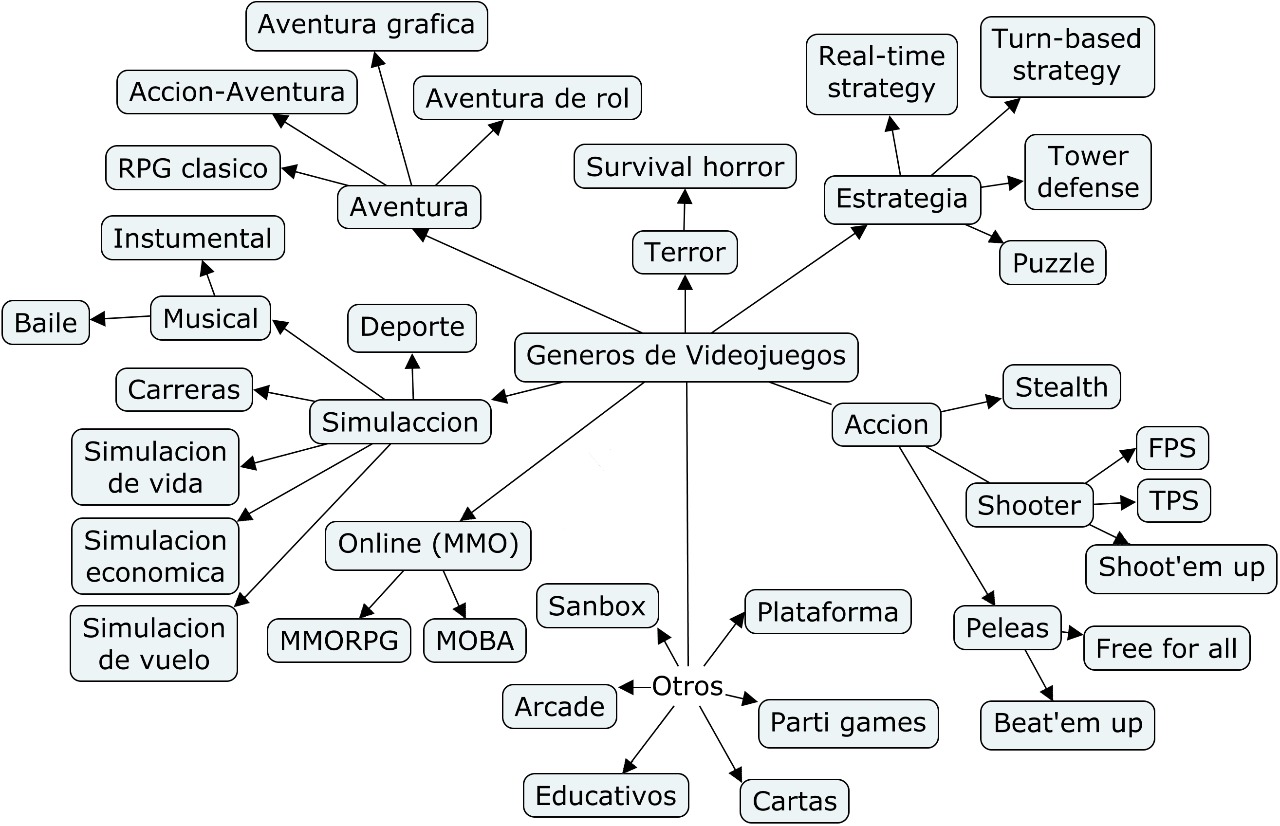 Aventura grafica
Accion-Aventura
Aventura de rol
RPG clasico
Aventura
Real-time
strategy
Turn-based
strategy
Tower
defense
Estrategia
Puzzle
Survival horror
Terror
Instumental
Baile
Musical
Deporte
Generos de Videojuegos
Carreras
Simulaccion
Simulacion
de vida
Simulacion
economica
Simulacion
de vuelo
Online (MMO)
MMORPG
MOBA
Accion
Stealth
Shooter
FPS
TPS
Shoot'em up
Peleas
Free for all
Beat'em up
Sanbox
Plataforma
Otros
Arcade
Parti games
Educativos
Cartas